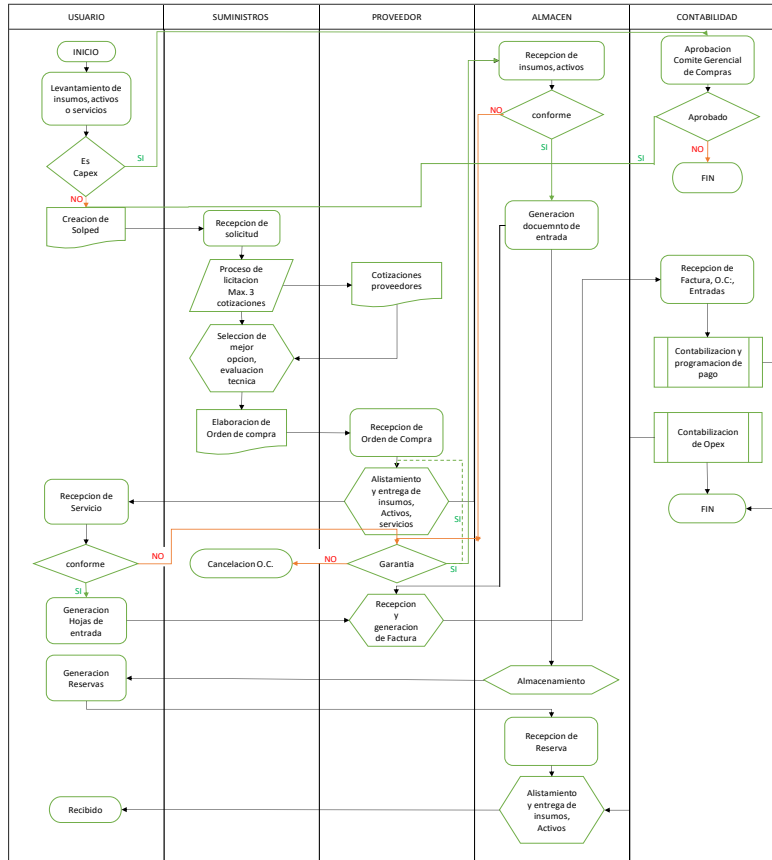 USUARIO
SUMINISTROS
PROVEEDOR
ALMACEN
CONTABILIDAD
INICIO
Levantamiento de
insumos, activos
o servicios
Es
Capex
SI
NO
Creacion de
Solped
Recepcion de
solicitud
Proceso de
licitacion
Max. 3
cotizaciones
Cotizaciones
proveedores
Seleccion de
mejor
opcion,
evaluacion
tecnica
Elaboracion de
Orden de compra
Recepcion de
Orden de Compra
Alistamiento
y entrega de
insumos,
Activos,
servicios
SI
Recepcion de
Servicio
conforme
NO
SI
Generacion
Hojas de
entrada
Cancelacion O.C.
NO
Garantia
SI
Recepcion
y
generacion
de Factura
Recepcion de
insumos, activos
NO
conforme
SI
Generacion
docuemnto de
entrada
Aprobacion
Comite Gerencial
de Compras
Aprobado
SI
NO
FIN
Recepcion de
Factura, O.C:,
Entradas
Contabilizacion y
programacion de
pago
Contabilizacion
de Opex
FIN
Generacion
Reservas
Almacenamiento
Recepcion de
Reserva
Alistamiento
y entrega de
insumos,
Activos
Recibido